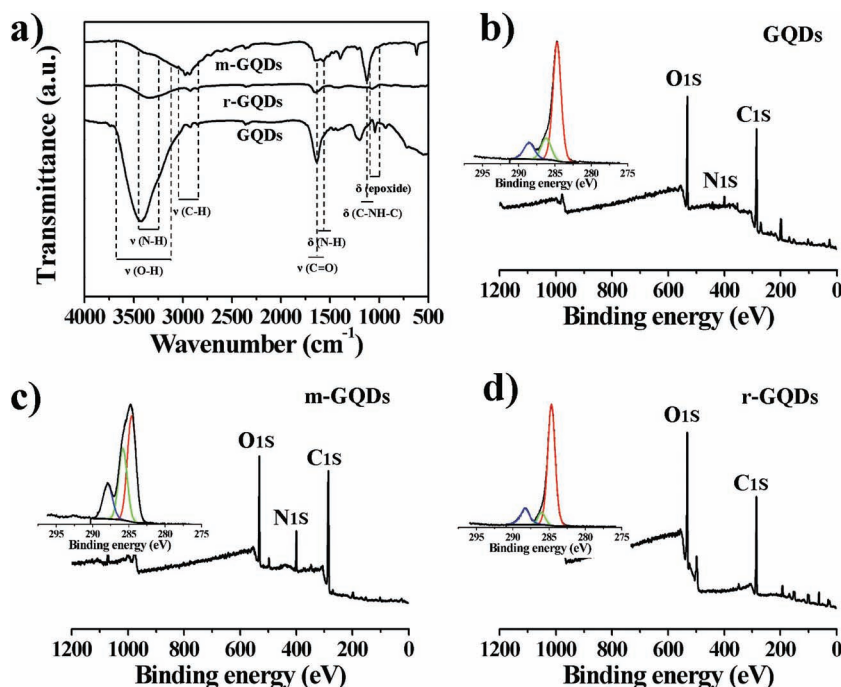 a)
Transmittance (a.u.)
m-GQDs
r-GQDs
GQDs
ν (N-H)
ν (O-H)
ν (C-H)
δ (N-H)
ν (C=O)
δ (epoxide)
δ (C-NH-C)
4000 3500 3000 2500 2000 1500 1000 500
Wavenumber (cm⁻¹)
b)
GQDs
O1S
N1S
C1S
295 290 285 280 275
Binding energy (eV)
1200 1000 800 600 400 200 0
Binding energy (eV)
c)
m-GQDs
O1S
N1S
C1S
295 290 285 280 275
Binding energy (eV)
1200 1000 800 600 400 200 0
Binding energy (eV)
d)
r-GQDs
O1S
C1S
295 290 285 280 275
Binding energy (eV)
1200 1000 800 600 400 200 0
Binding energy (eV)